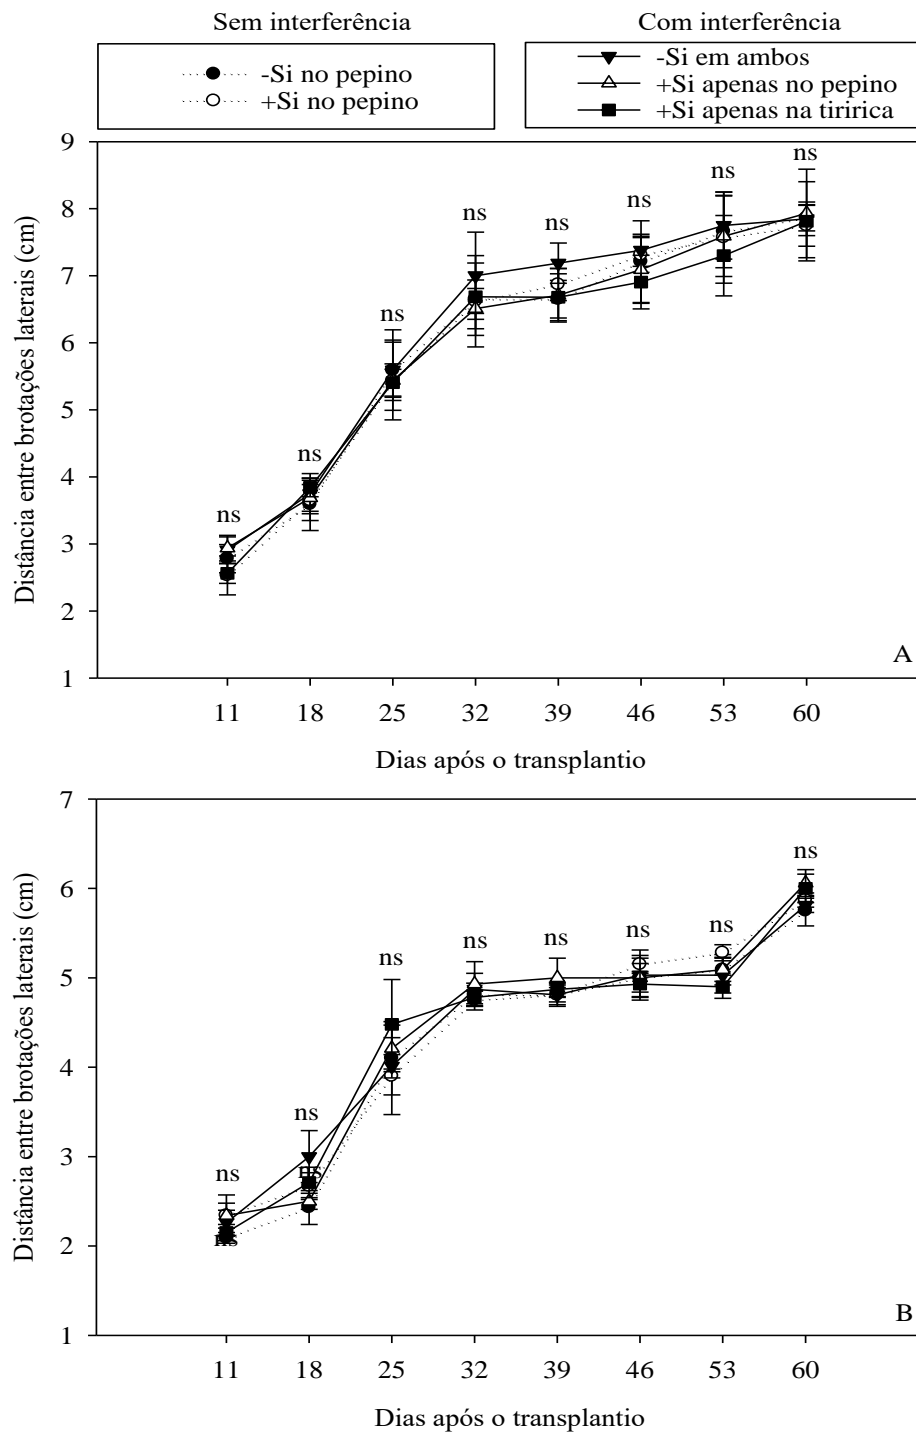 Sem interferência
Com interferência
-Si no pepino
+Si no pepino
-Si em ambos
+Si apenas no pepino
+Si apenas na tiririca
Distância entre brotações laterais (cm)
9
8
7
6
5
4
3
2
1
ns
ns
ns
ns
ns
ns
ns
ns
A
11 18 25 32 39 46 53 60
Dias após o transplantio
Distância entre brotações laterais (cm)
7
6
5
4
3
2
1
ns
ns
ns
ns
ns
ns
ns
ns
ns
ns
B
11 18 25 32 39 46 53 60
Dias após o transplantio